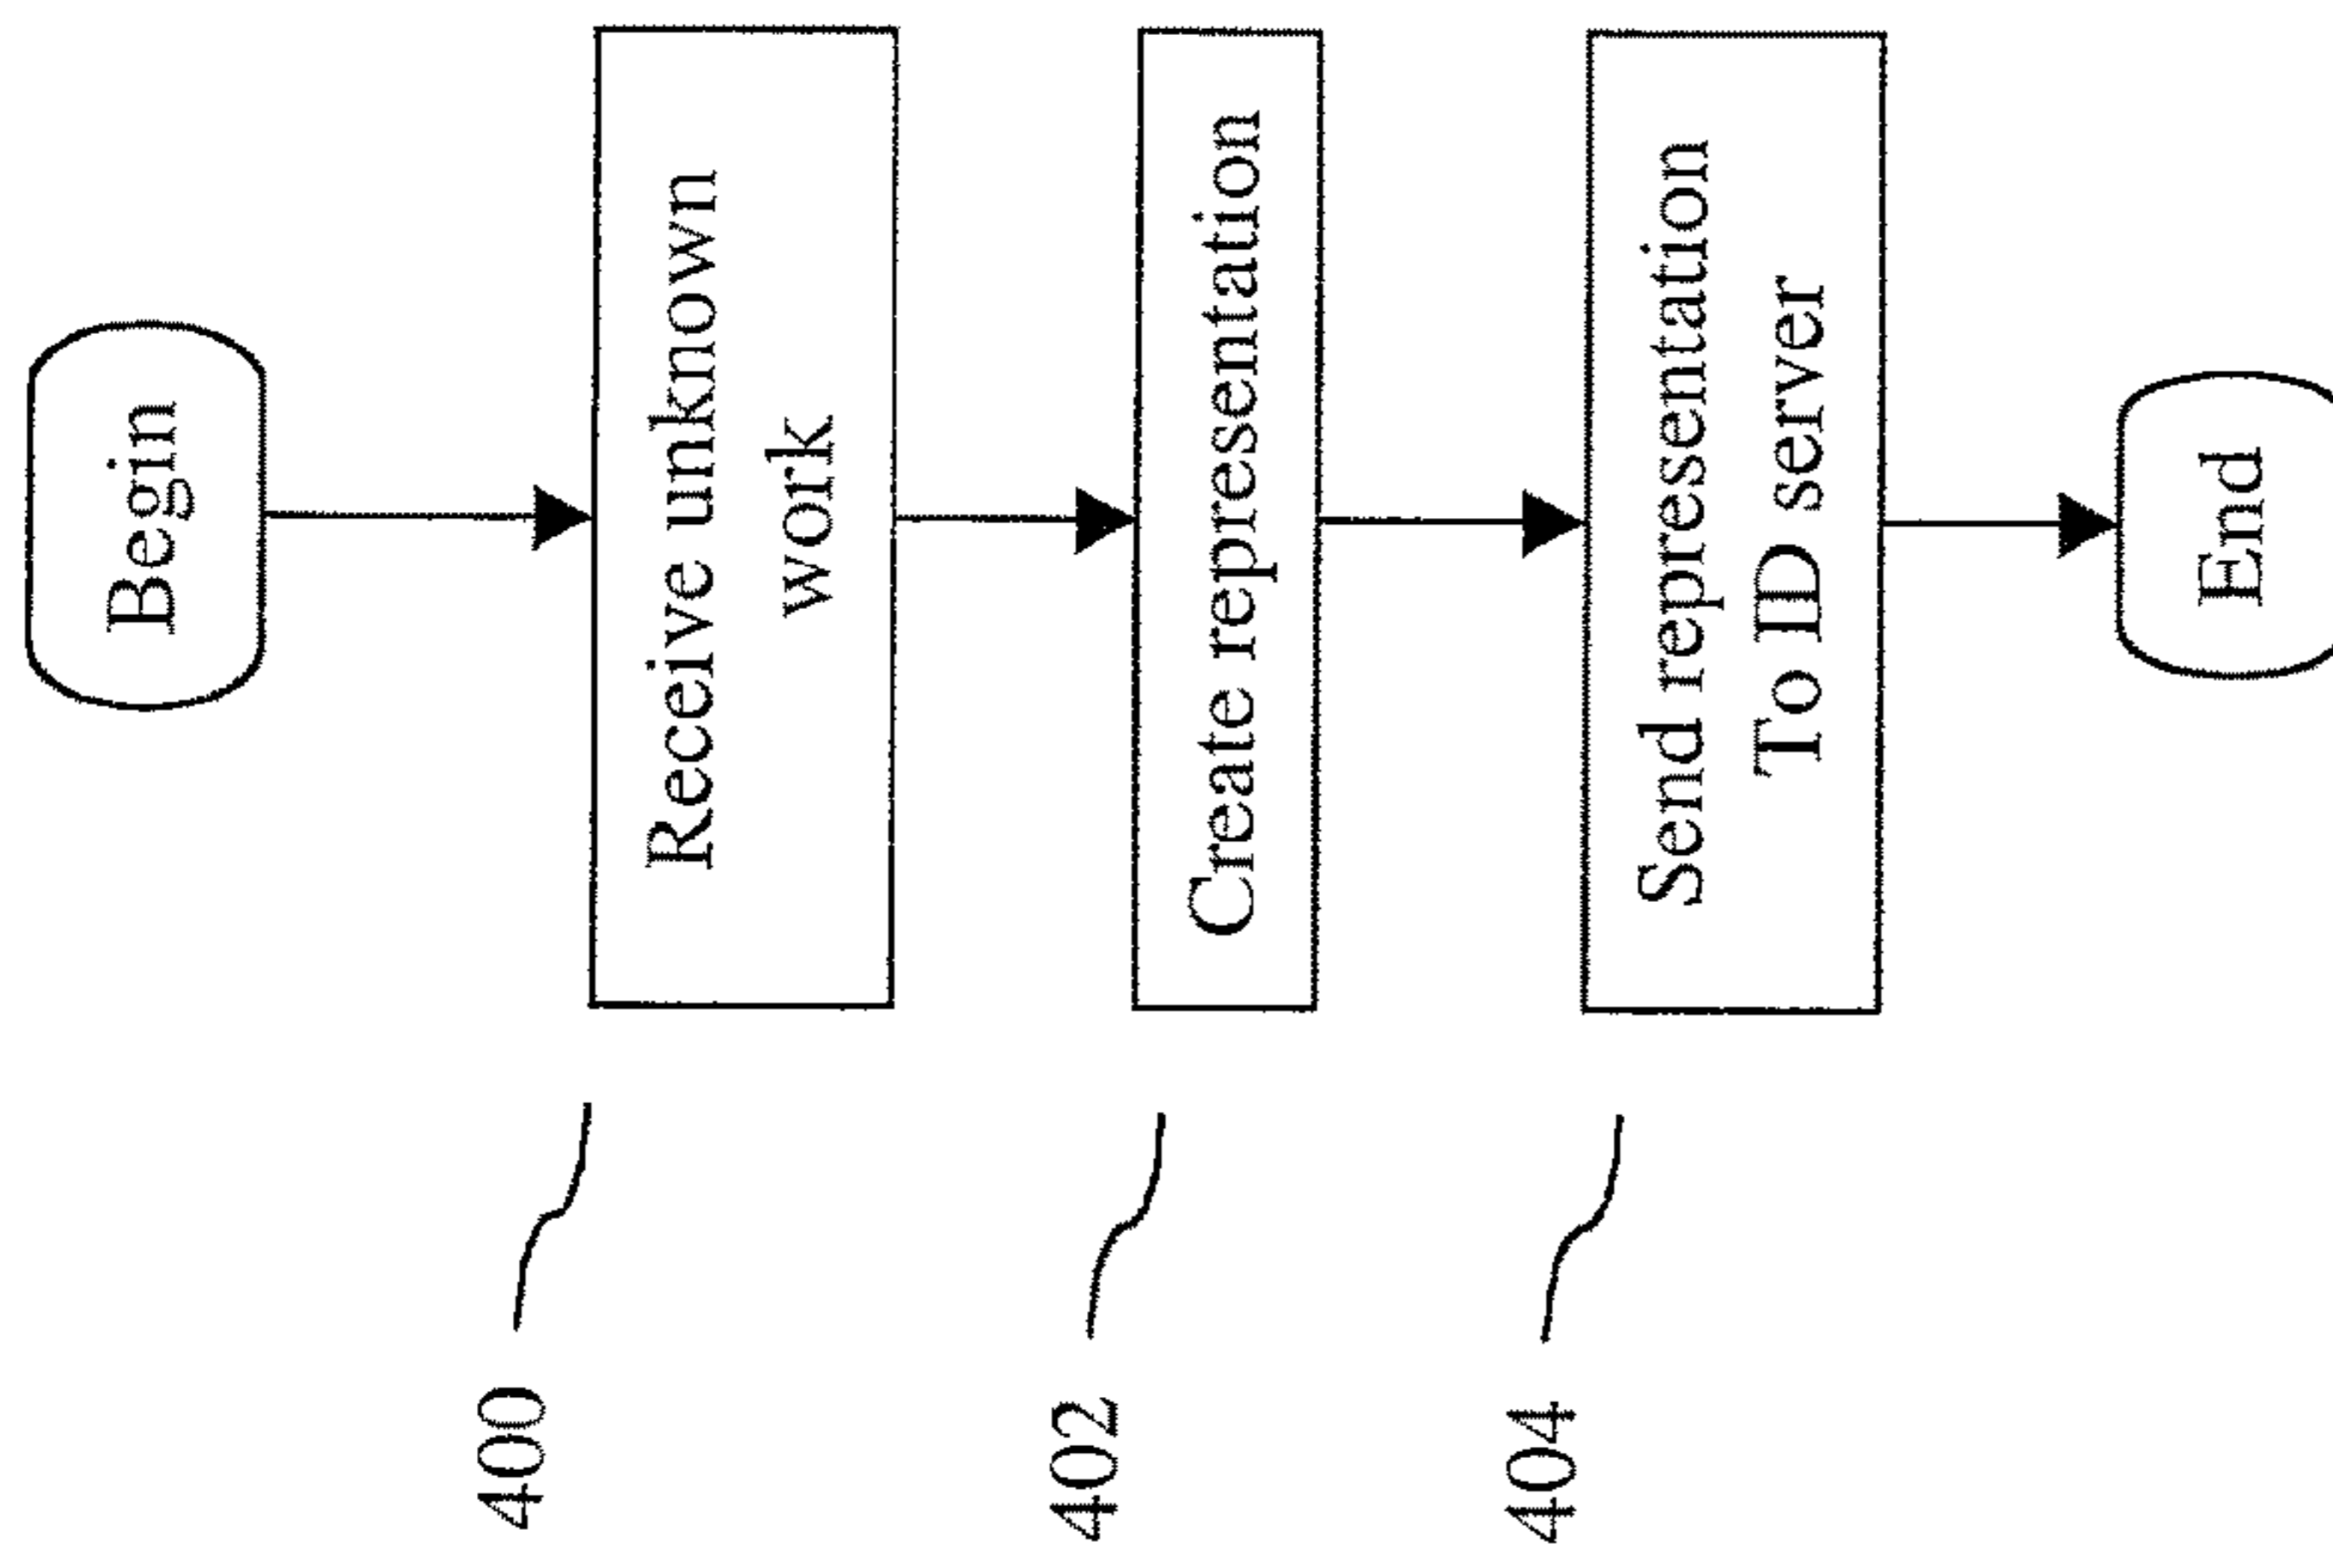 Begin
400
Receive unknown
work
402
Create representation
404
Send representation
To ID server
End